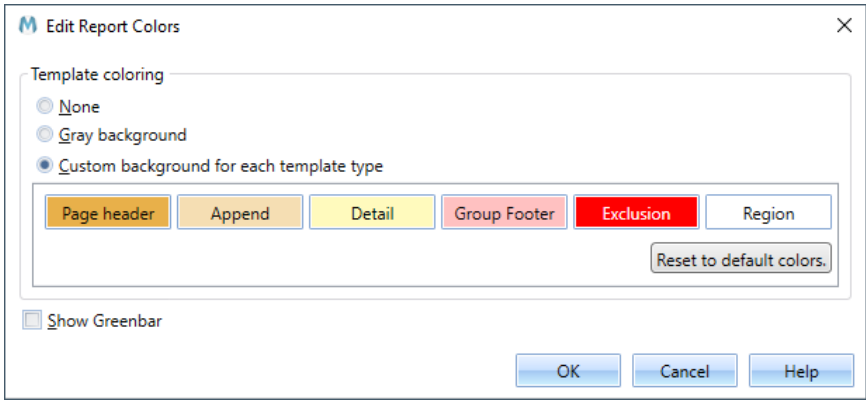 Edit Report Colors
Template coloring
None
Gray background
Custom background for each template type
Page header Append Detail Group Footer Exclusion Region
Reset to default colors.
Show Greenbar
OK Cancel Help